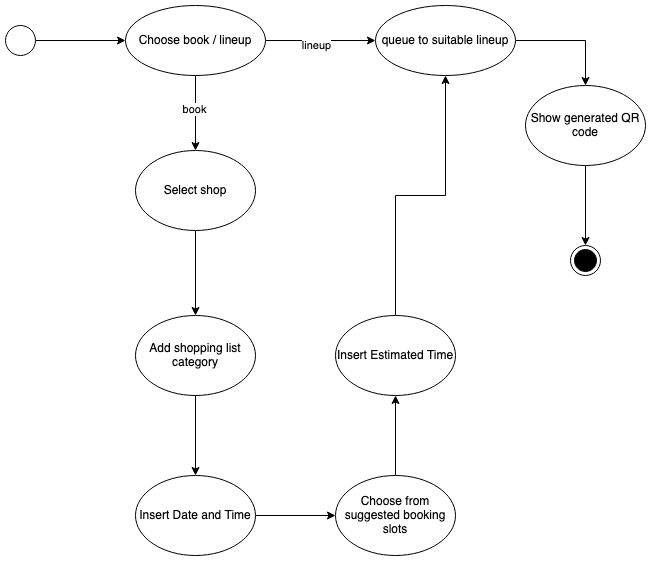 Choose book / lineup
lineup
queue to suitable lineup
book
Show generated QR
code
Select shop
Add shopping list
category
Insert Estimated Time
Insert Date and Time
Choose from
suggested booking
slots